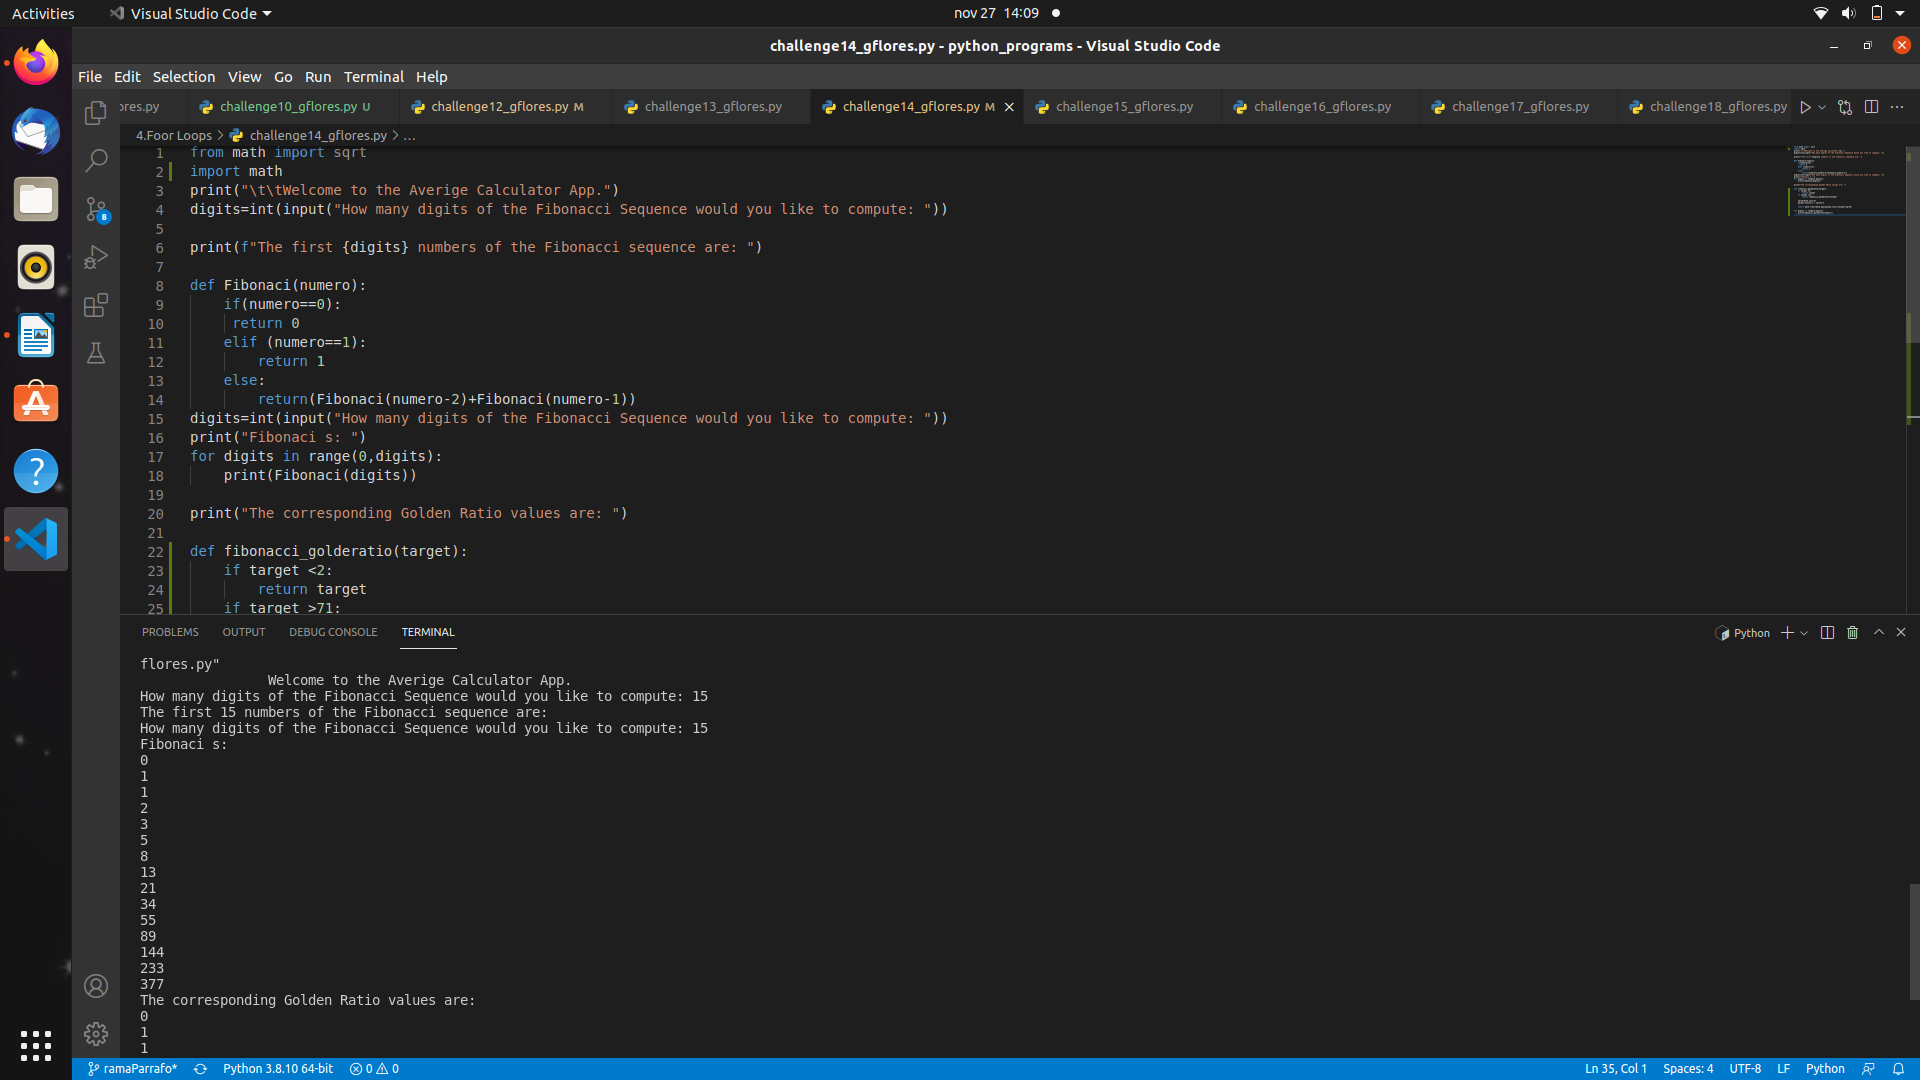 Activities Visual Studio Code nov 27 14:09
challenge14_gflores.py - python_programs - Visual Studio Code
File Edit Selection View Go Run Terminal Help
ores.py challenge10_gflores.py U challenge12_gflores.py M challenge13_gflores.py challenge14_gflores.py M challenge15_gflores.py challenge16_gflores.py challenge17_gflores.py challenge18_gflores.py
4.Foor Loops > challenge14_gflores.py > ...
1 from math import sqrt
2 import math
3 print("\t\tWelcome to the Averige Calculator App.")
4 digits=int(input("How many digits of the Fibonacci Sequence would you like to compute: "))
5
6 print(f"The first {digits} numbers of the Fibonacci sequence are: ")
7
8 def Fibonaci(numero):
9 if(numero==0):
10 return 0
11 elif (numero==1):
12 return 1
13 else:
14 return(Fibonaci(numero-2)+Fibonaci(numero-1))
15 digits=int(input("How many digits of the Fibonacci Sequence would you like to compute: "))
16 print("Fibonaci s: ")
17 for digits in range(0,digits):
18 print(Fibonaci(digits))
19
20 print("The corresponding Golden Ratio values are: ")
21
22 def fibonacci_golderatio(target):
23 if target <2:
24 return target
25 if target >71:
8
PROBLEMS OUTPUT DEBUG CONSOLE TERMINAL Python
flores.py"
Welcome to the Averige Calculator App.
How many digits of the Fibonacci Sequence would you like to compute: 15
The first 15 numbers of the Fibonacci sequence are:
How many digits of the Fibonacci Sequence would you like to compute: 15
Fibonaci s:
0
1
1
2
3
5
8
13
21
34
55
89
144
233
377
The corresponding Golden Ratio values are:
0
1
1
ramaParrafo* Python 3.8.10 64-bit 0 0 Ln 35, Col 1 Spaces: 4 UTF-8 LF Python